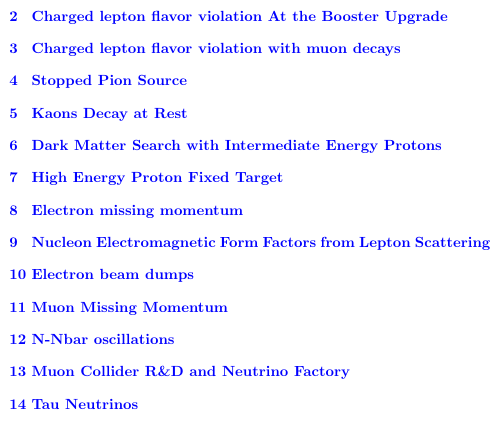 2 Charged lepton flavor violation At the Booster Upgrade
3 Charged lepton flavor violation with muon decays
4 Stopped Pion Source
5 Kaons Decay at Rest
6 Dark Matter Search with Intermediate Energy Protons
7 High Energy Proton Fixed Target
8 Electron missing momentum
9 Nucleon Electromagnetic Form Factors from Lepton Scattering
10 Electron beam dumps
11 Muon Missing Momentum
12 N-Nbar oscillations
13 Muon Collider R&D and Neutrino Factory
14 Tau Neutrinos